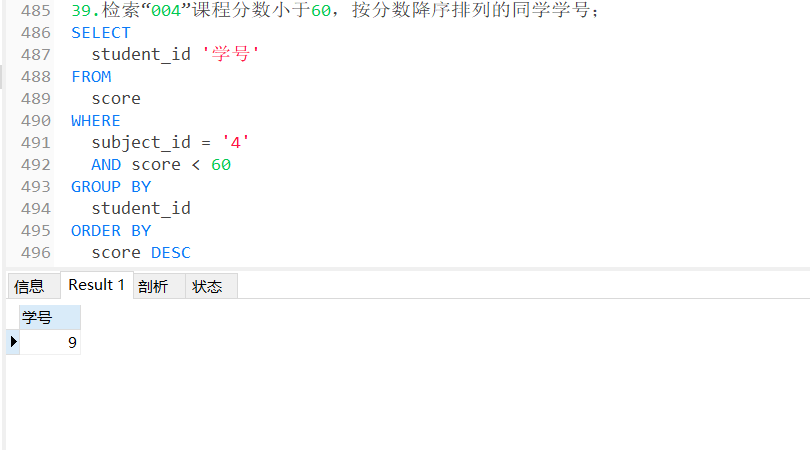 485 39.检索“004”课程分数小于60，按分数降序排列的同学学号；
486 SELECT
487 student_id '学号'
488 FROM
489 score
490 WHERE
491 subject_id = '4'
492 AND score < 60
493 GROUP BY
494 student_id
495 ORDER BY
496 score DESC
信息 Result 1 剖析 状态
学号
9